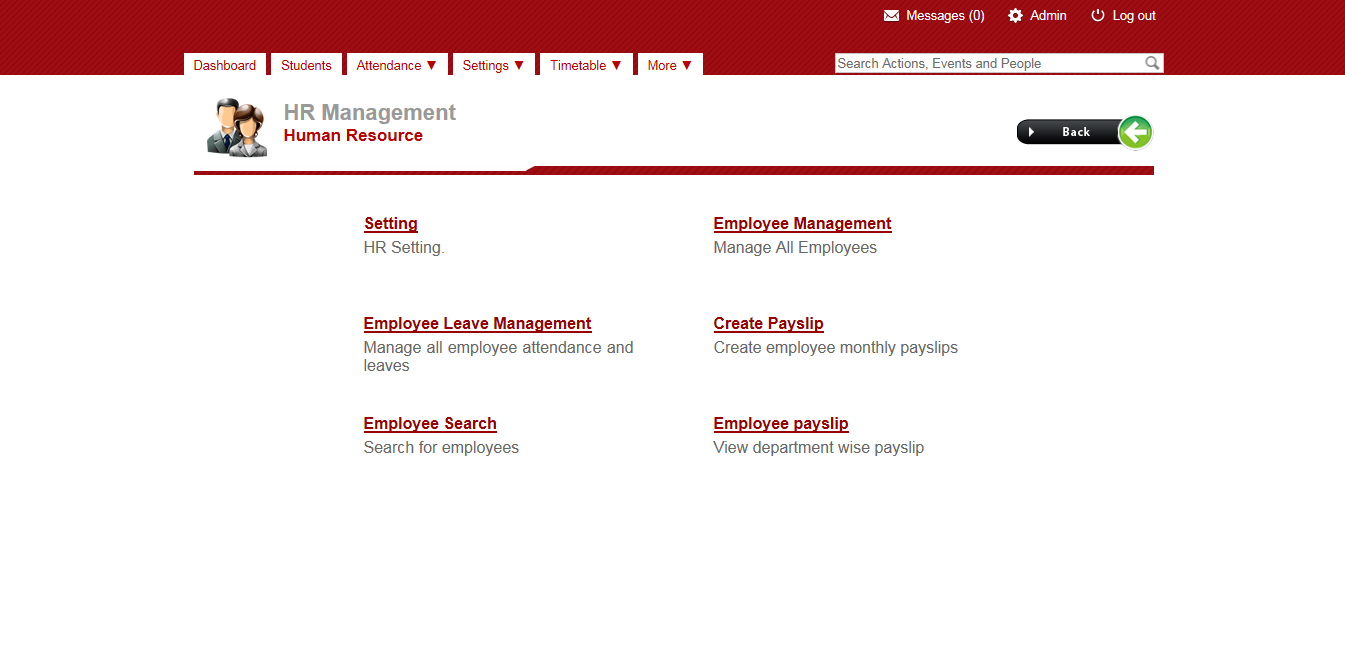 Messages (0) Admin Log out
Dashboard Students Attendance ▼ Settings ▼ Timetable ▼ More ▼ Search Actions, Events and People
HR Management
Human Resource
Back
Setting
HR Setting.
Employee Management
Manage All Employees
Employee Leave Management
Manage all employee attendance and
leaves
Create Payslip
Create employee monthly payslips
Employee Search
Search for employees
Employee payslip
View department wise payslip